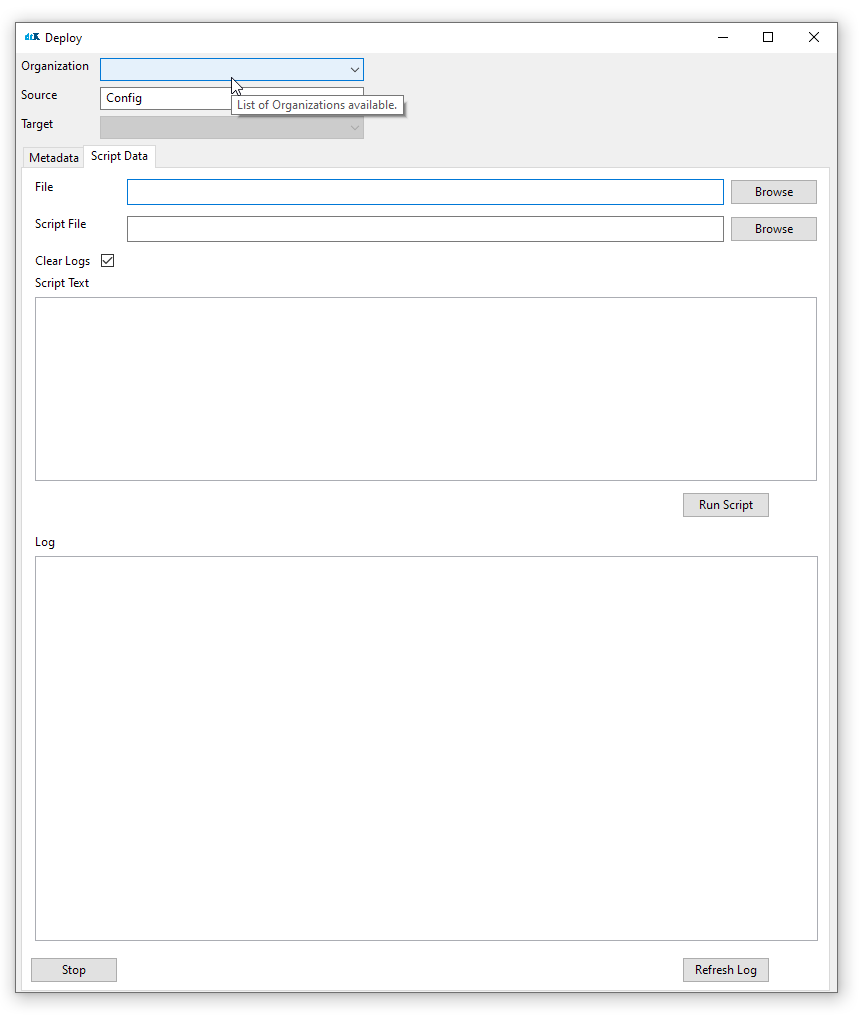 dtX Deploy
Organization
Source Config
List of Organizations available.
Target
Metadata Script Data
File Browse
Script File Browse
Clear Logs
Script Text
Run Script
Log
Stop Refresh Log